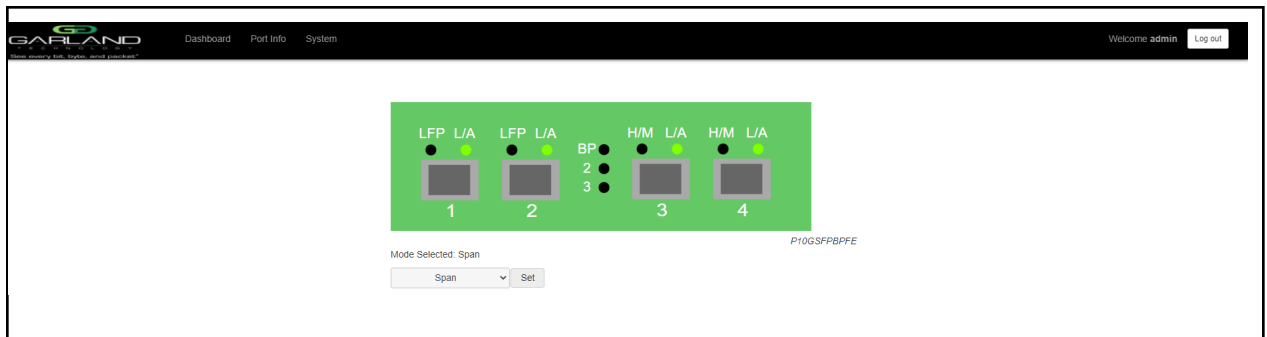 GARLAND
TECHNOLOGY
See every bit, byte, and packet.®
Dashboard Port Info System
Welcome admin Log out
LFP L/A LFP L/A H/M L/A H/M L/A
BP
2
3
1 2 3 4
P10GSFPBPFE
Mode Selected: Span
Span Set